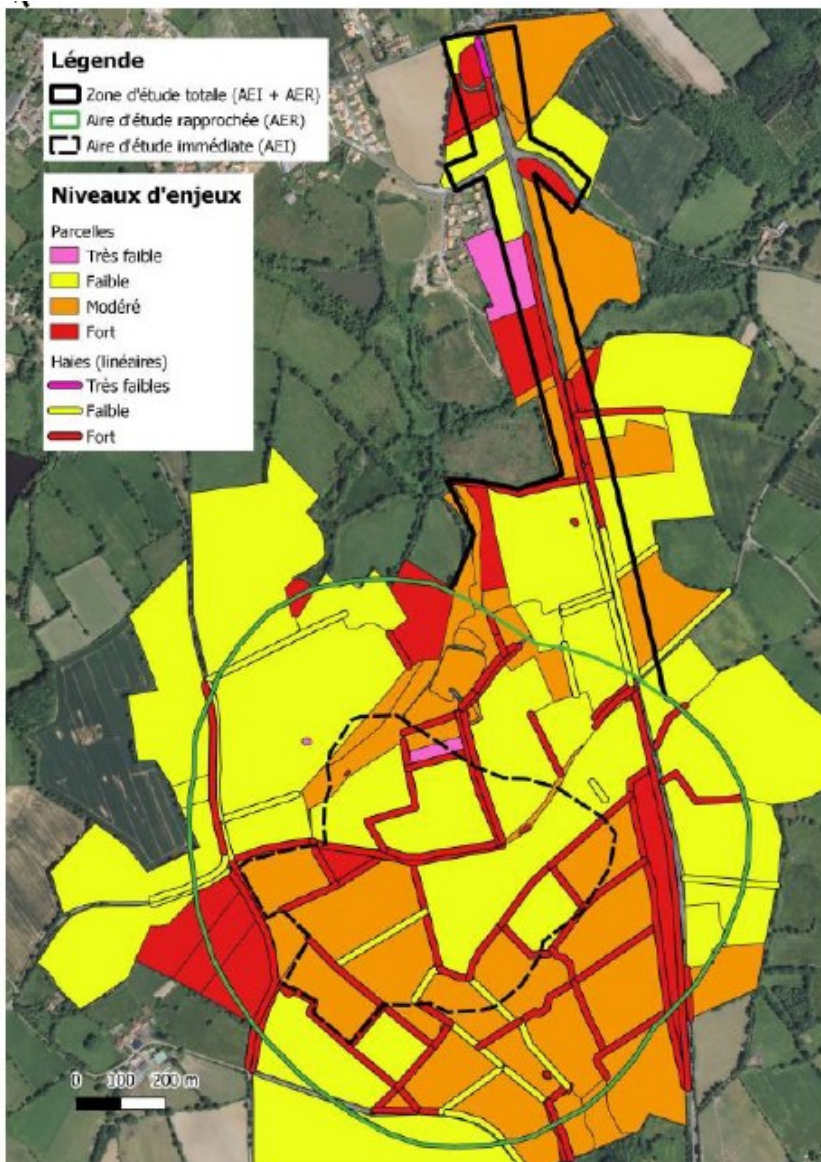 Légende
Zone d'étude totale (AEI + AER)
Aire d'étude rapprochée (AER)
Aire d'étude immédiate (AEI)
Niveaux d'enjeux
Parcelles
Très faible
Faible
Modéré
Fort
Haies (linéaires)
Très faibles
Faible
Fort
0 100 200 m